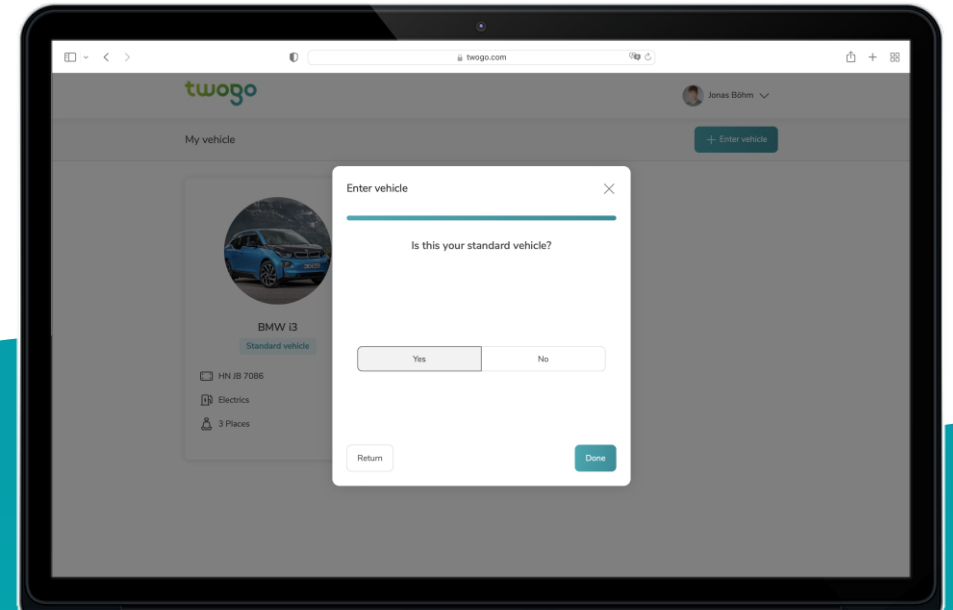 twogo.com
twogo
Jonas Böhm
My vehicle
+ Enter vehicle
Enter vehicle
Is this your standard vehicle?
BMW i3
Standard vehicle
Yes
No
HN JB 7086
Electrics
3 Places
Return
Done